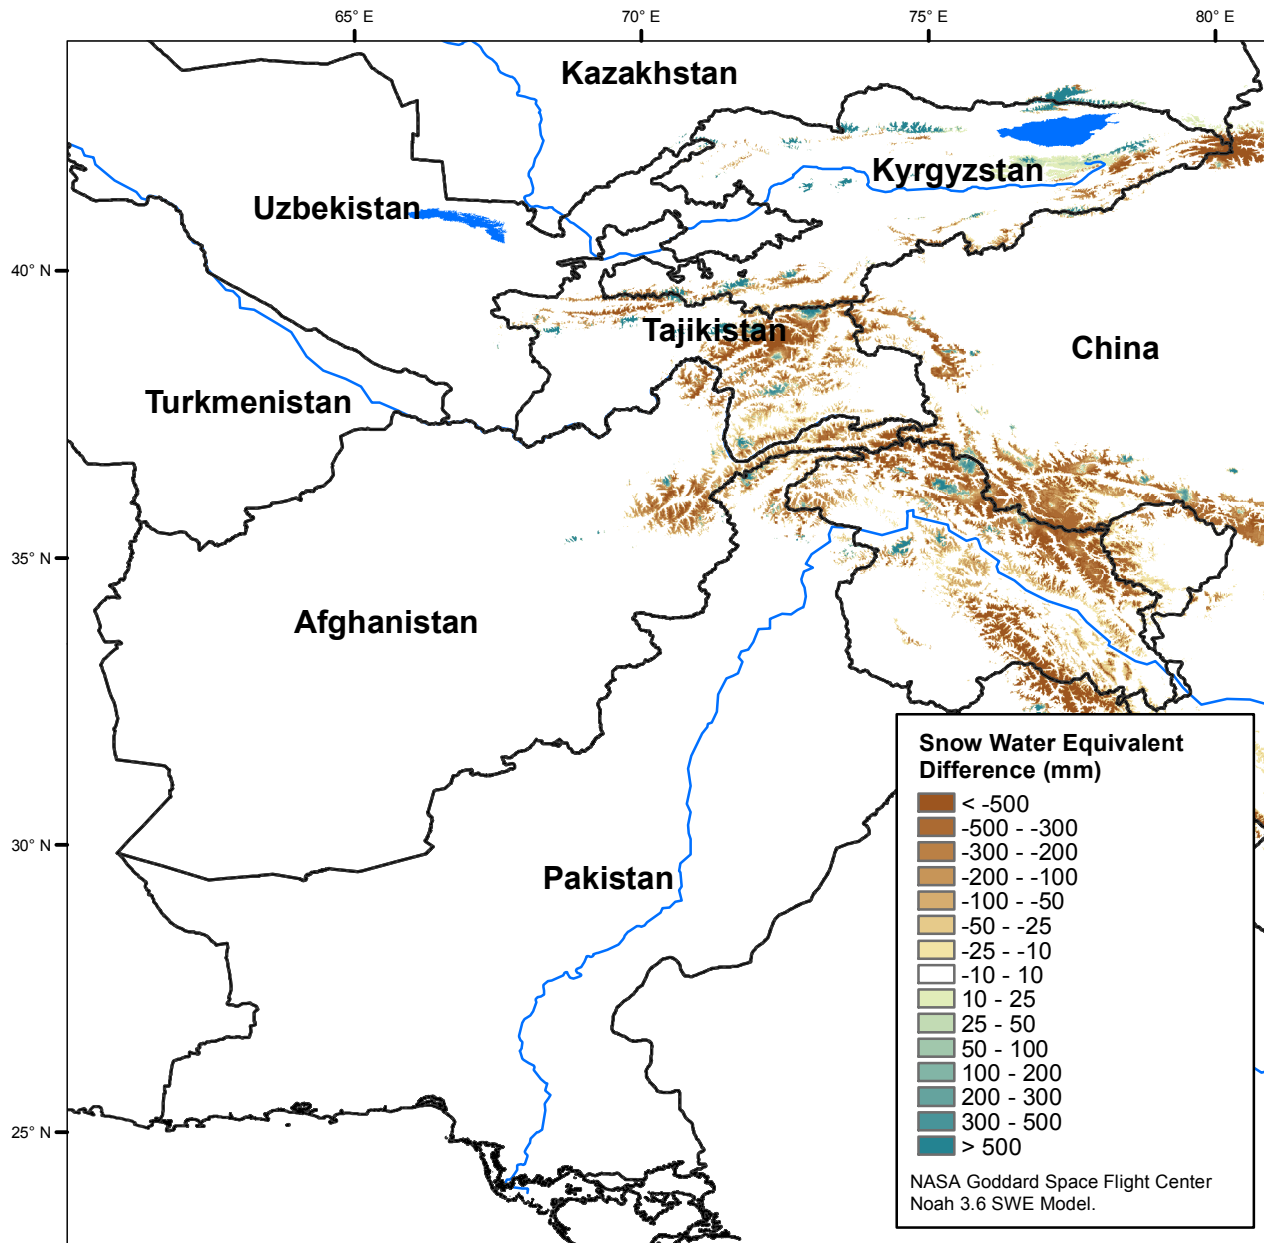 65° E
70° E
75° E
80° E
Kazakhstan
Kyrgyzstan
Uzbekistan
40° N
Tajikistan
China
Turkmenistan
35° N
Afghanistan
30° N
Pakistan
25° N
Snow Water Equivalent
Difference (mm)
< -500
-500 - -300
-300 - -200
-200 - -100
-100 - -50
-50 - -25
-25 - -10
-10 - 10
10 - 25
25 - 50
50 - 100
100 - 200
200 - 300
300 - 500
> 500
NASA Goddard Space Flight Center
Noah 3.6 SWE Model.